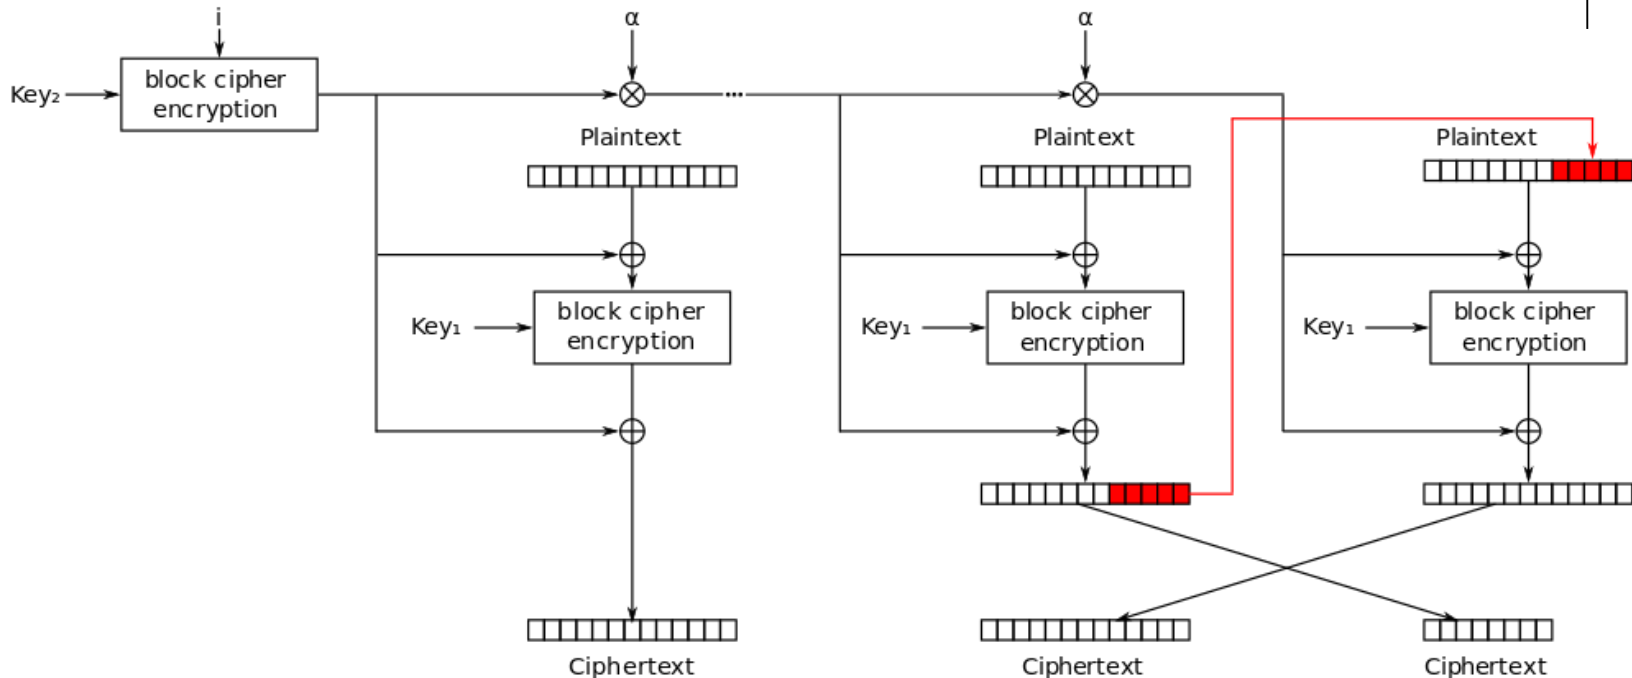 i
α
α
Key₂
block cipher
encryption
...
Plaintext
Plaintext
Plaintext
Key₁
block cipher
encryption
Key₁
block cipher
encryption
Key₁
block cipher
encryption
Ciphertext
Ciphertext
Ciphertext